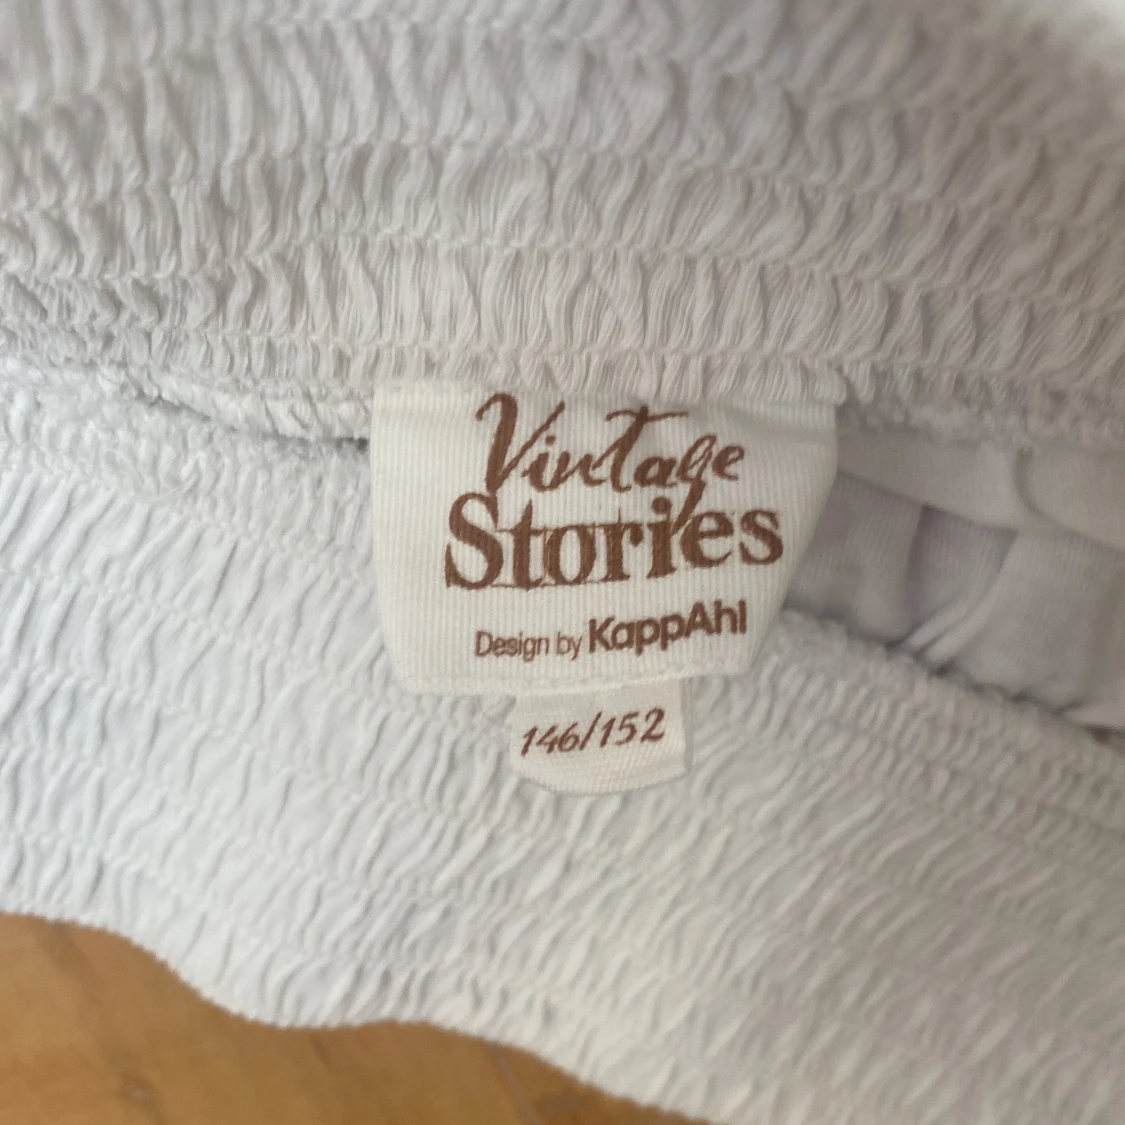 Vintage
Stories
Design by KappAhl
146/152